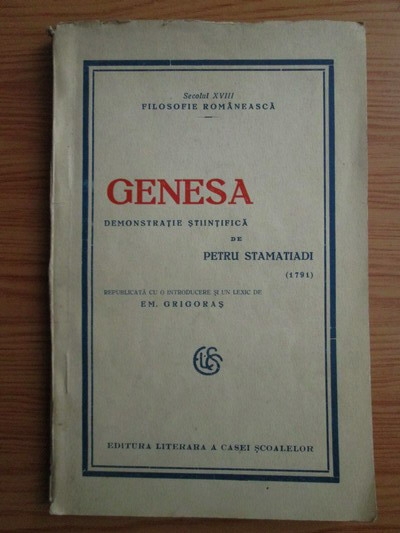 Secolul XVIII
FILOSOFIE ROMÂNEASCĂ
GENESA
DEMONSTRAȚIE ȘTIINȚIFICĂ
DE
PETRU STAMATIADI
(1791)
REPUBLICATĂ CU O INTRODUCERE ȘI UN LEXIC DE
EM. GRIGORAȘ
EDITURA LITERARA A CASEI ȘCOALELOR